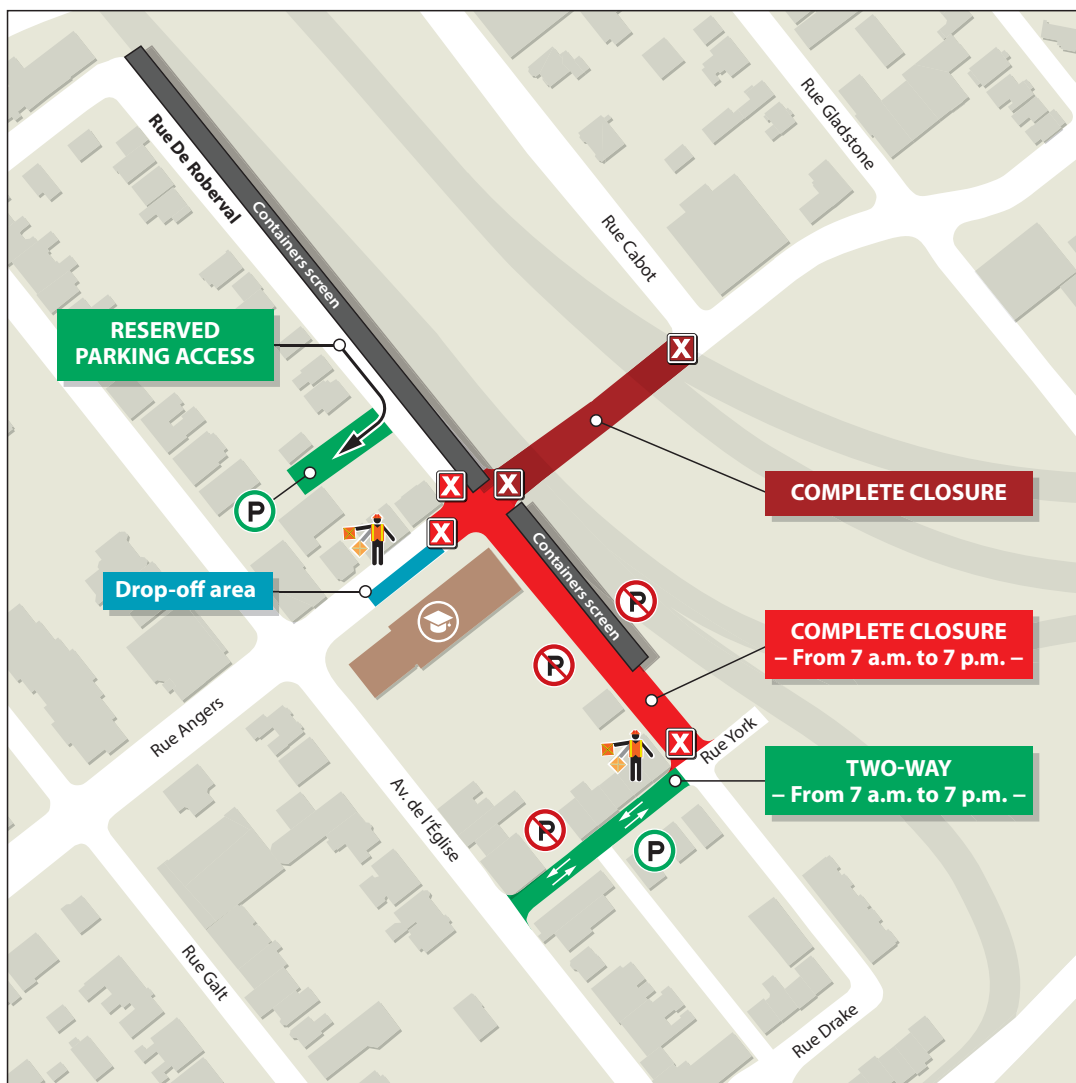 Rue Gladstone
Rue De Roberval
Containers screen
Rue Cabot
RESERVED
PARKING ACCESS
X
X
X
X
P
COMPLETE CLOSURE
Drop-off area
Containers screen
P
P
COMPLETE CLOSURE
– From 7 a.m. to 7 p.m. –
Rue Angers
X
Rue York
TWO-WAY
– From 7 a.m. to 7 p.m. –
Av. de l'Église
P
P
Rue Galt
Rue Drake